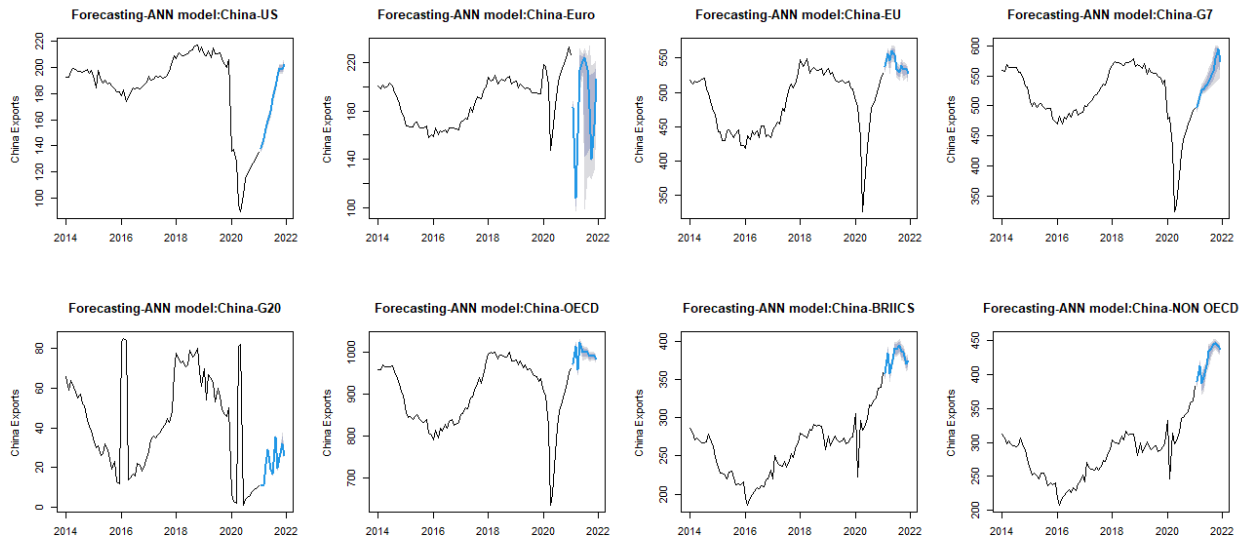 Forecasting-ANN model:China-US
China Exports
220
200
180
160
140
120
100
2014 2016 2018 2020 2022
Forecasting-ANN model:China-Euro
China Exports
220
180
140
100
2014 2016 2018 2020 2022
Forecasting-ANN model:China-EU
China Exports
550
500
450
400
350
2014 2016 2018 2020 2022
Forecasting-ANN model:China-G7
China Exports
600
550
500
450
400
350
2014 2016 2018 2020 2022
Forecasting-ANN model:China-G20
China Exports
80
60
40
20
0
2014 2016 2018 2020 2022
Forecasting-ANN model:China-OECD
China Exports
1000
900
800
700
2014 2016 2018 2020 2022
Forecasting-ANN model:China-BRIICS
China Exports
400
350
300
250
200
2014 2016 2018 2020 2022
Forecasting-ANN model:China-NON OECD
China Exports
450
400
350
300
250
200
2014 2016 2018 2020 2022